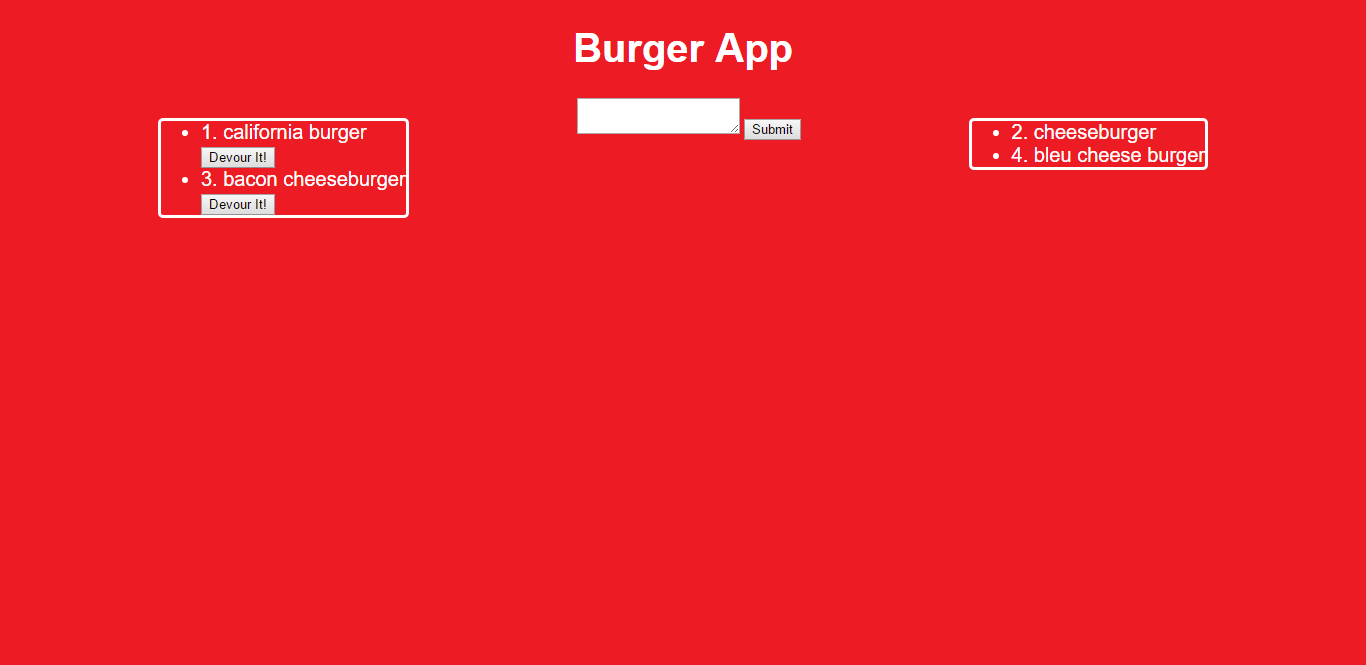 Burger App
1. california burger
Devour It!
3. bacon cheeseburger
Devour It!
Submit
2. cheeseburger
4. bleu cheese burger